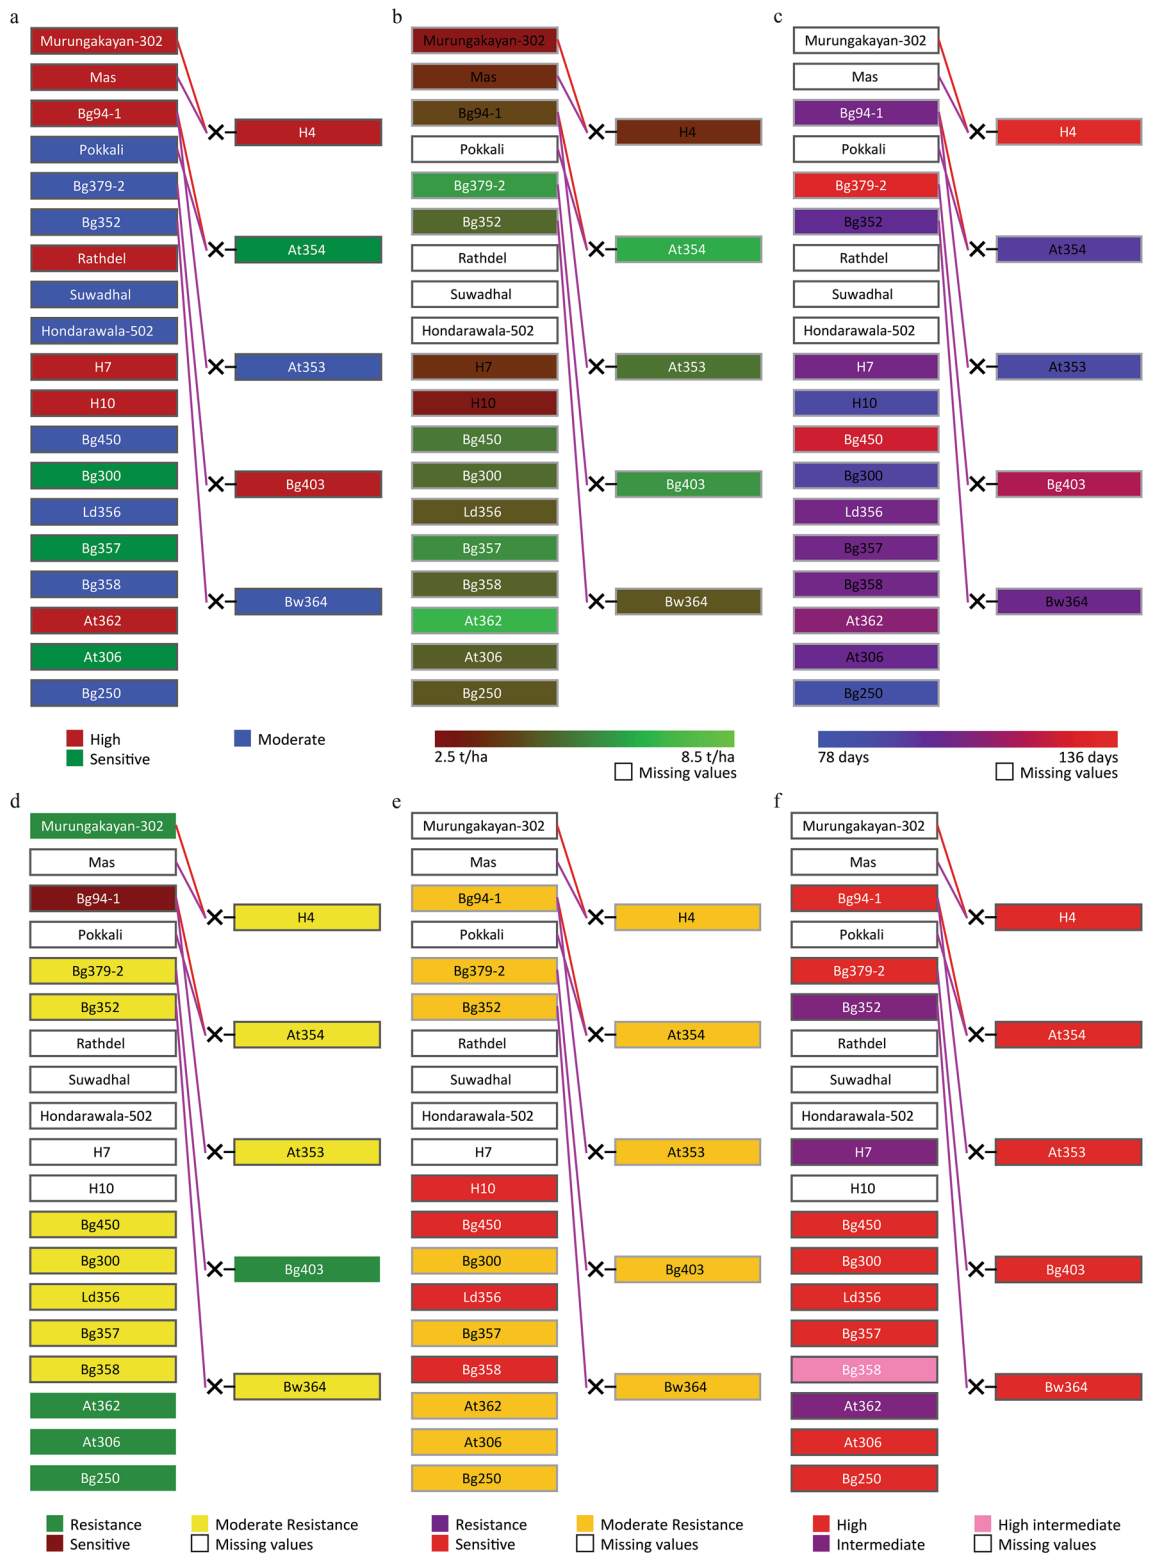 a
Murungakayan-302
Mas
Bg94-1
H4
Pokkali
Bg379-2
Bg352
At354
Rathdel
Suwadhal
Hondarawala-502
H7
At353
H10
Bg450
Bg300
Bg403
Ld356
Bg357
Bg358
Bw364
At362
At306
Bg250
High
Moderate
Sensitive
b
Murungakayan-302
Mas
Bg94-1
H4
Pokkali
Bg379-2
Bg352
At354
Rathdel
Suwadhal
Hondarawala-502
H7
At353
H10
Bg450
Bg300
Bg403
Ld356
Bg357
Bg358
Bw364
At362
At306
Bg250
2.5 t/ha 8.5 t/ha
Missing values
c
Murungakayan-302
Mas
Bg94-1
H4
Pokkali
Bg379-2
Bg352
At354
Rathdel
Suwadhal
Hondarawala-502
H7
At353
H10
Bg450
Bg300
Bg403
Ld356
Bg357
Bg358
Bw364
At362
At306
Bg250
78 days 136 days
Missing values
d
Murungakayan-302
Mas
Bg94-1
H4
Pokkali
Bg379-2
Bg352
At354
Rathdel
Suwadhal
Hondarawala-502
H7
At353
H10
Bg450
Bg300
Bg403
Ld356
Bg357
Bg358
Bw364
At362
At306
Bg250
Resistance Moderate Resistance
Sensitive Missing values
e
Murungakayan-302
Mas
Bg94-1
H4
Pokkali
Bg379-2
Bg352
At354
Rathdel
Suwadhal
Hondarawala-502
H7
At353
H10
Bg450
Bg300
Bg403
Ld356
Bg357
Bg358
Bw364
At362
At306
Bg250
Resistance Moderate Resistance
Sensitive Missing values
f
Murungakayan-302
Mas
Bg94-1
H4
Pokkali
Bg379-2
Bg352
At354
Rathdel
Suwadhal
Hondarawala-502
H7
At353
H10
Bg450
Bg300
Bg403
Ld356
Bg357
Bg358
Bw364
At362
At306
Bg250
High High intermediate
Intermediate Missing values